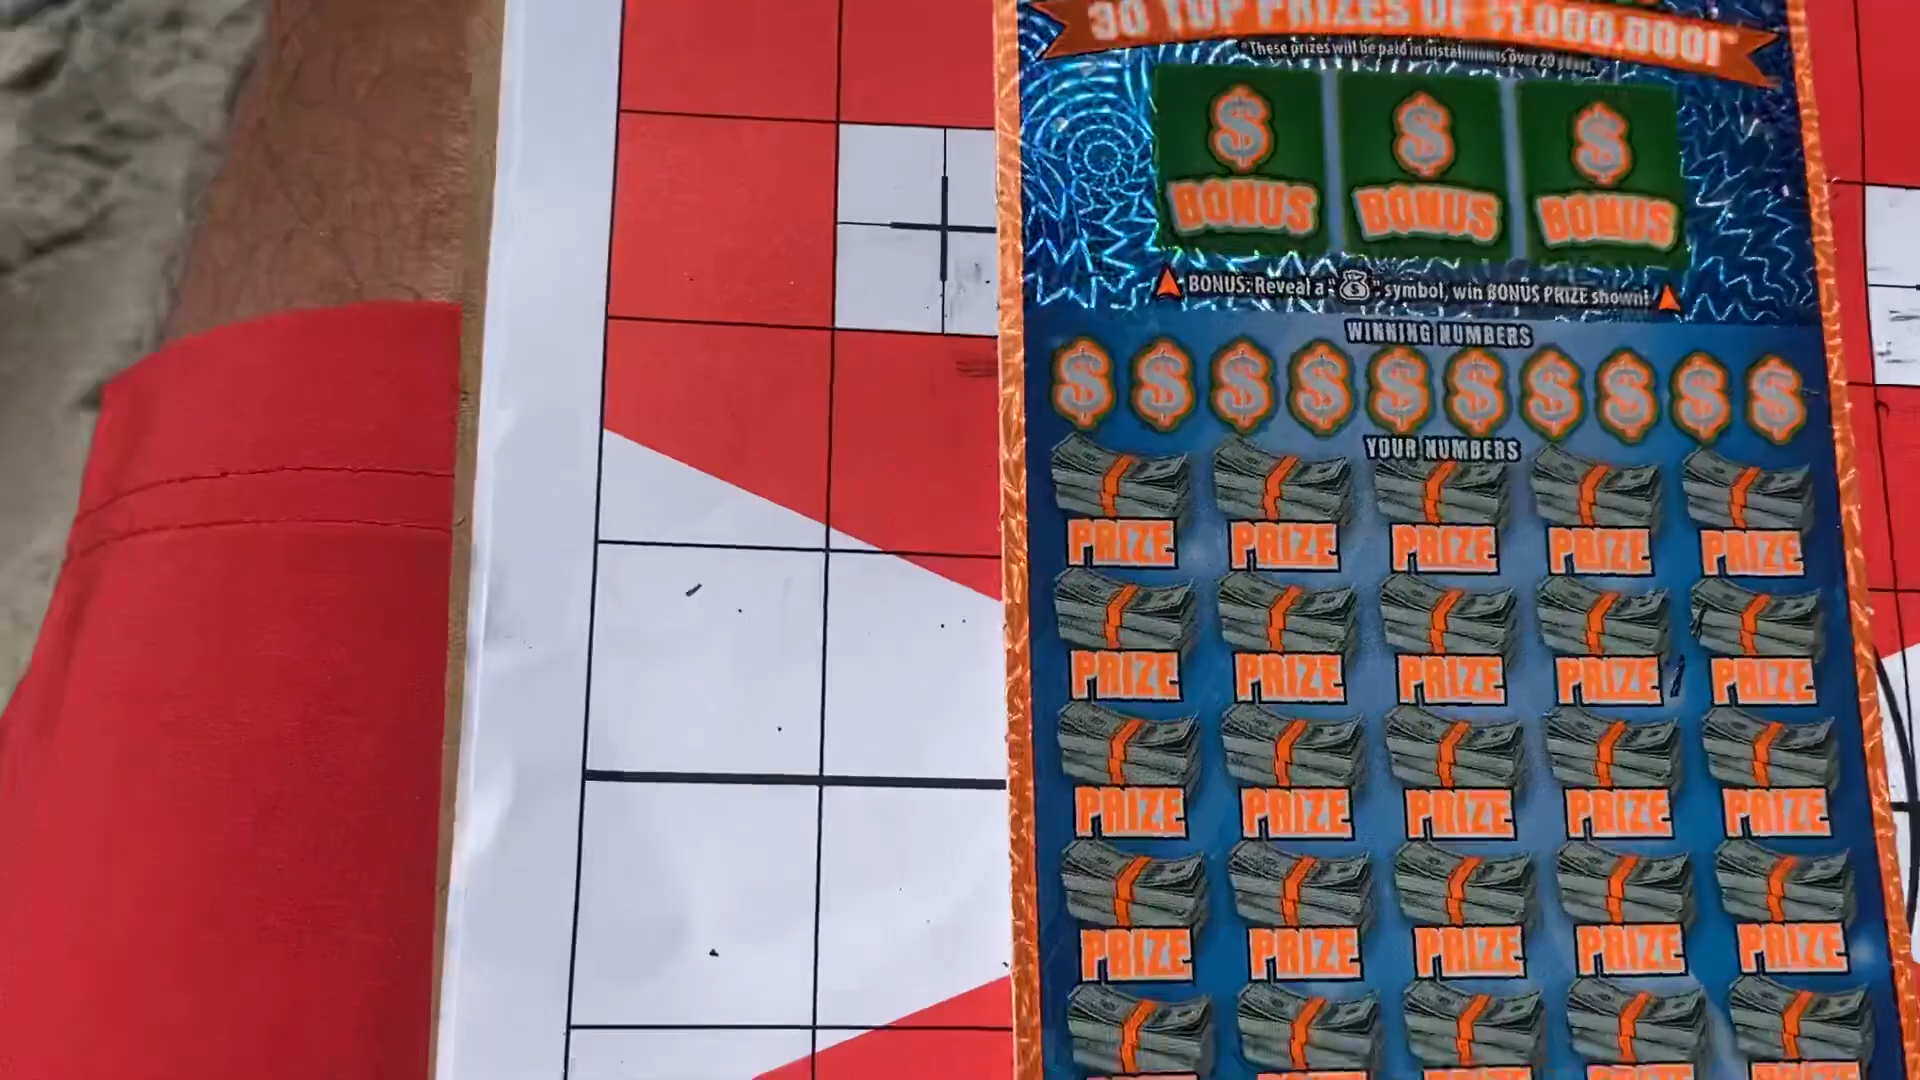 30 TOP PRIZES OF $1,000,000!*
*These prizes will be paid in installments over 20 years.
$ $ $
BONUS BONUS BONUS
BONUS: Reveal a " " symbol, win BONUS PRIZE shown!
WINNING NUMBERS
$ $ $ $ $ $ $ $ $ $
YOUR NUMBERS
PRIZE PRIZE PRIZE PRIZE PRIZE
PRIZE PRIZE PRIZE PRIZE PRIZE
PRIZE PRIZE PRIZE PRIZE PRIZE
PRIZE PRIZE PRIZE PRIZE PRIZE